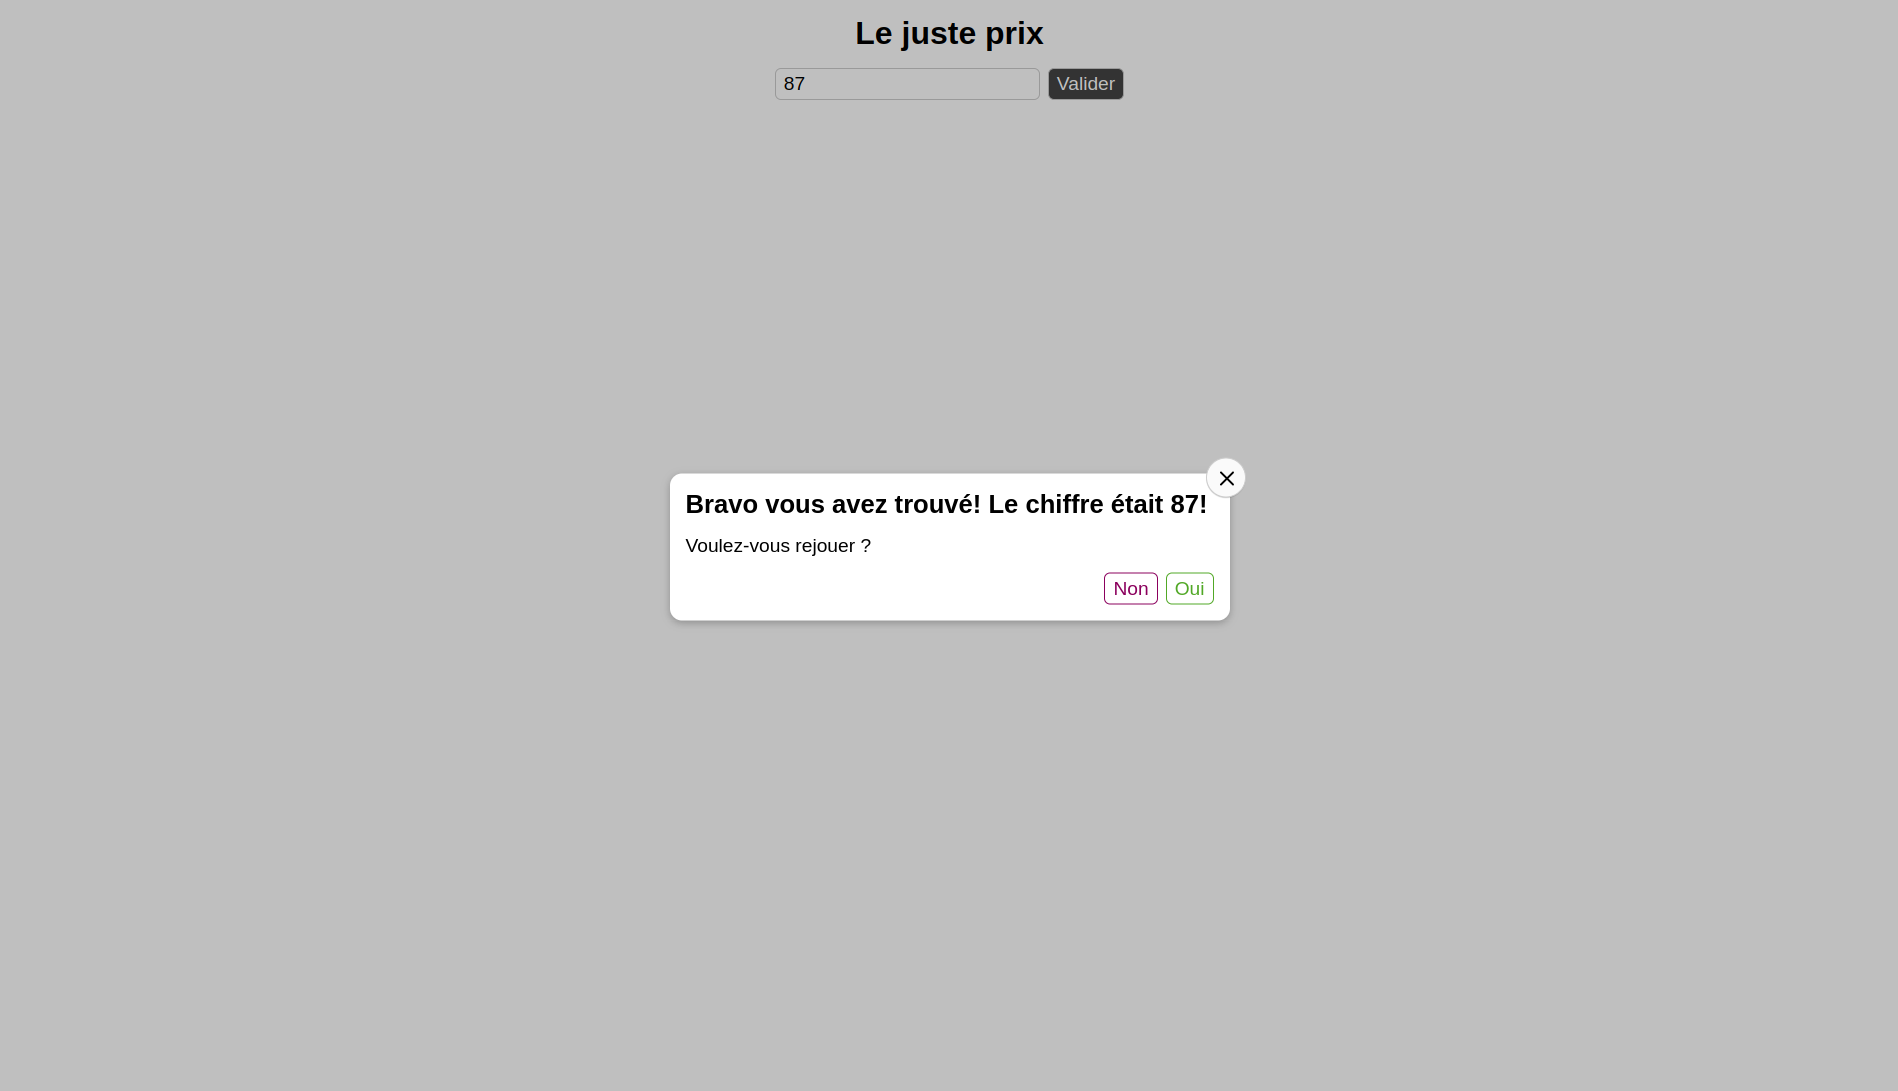 Le juste prix
87 Valider
Bravo vous avez trouvé! Le chiffre était 87!
Voulez-vous rejouer ?
Non Oui